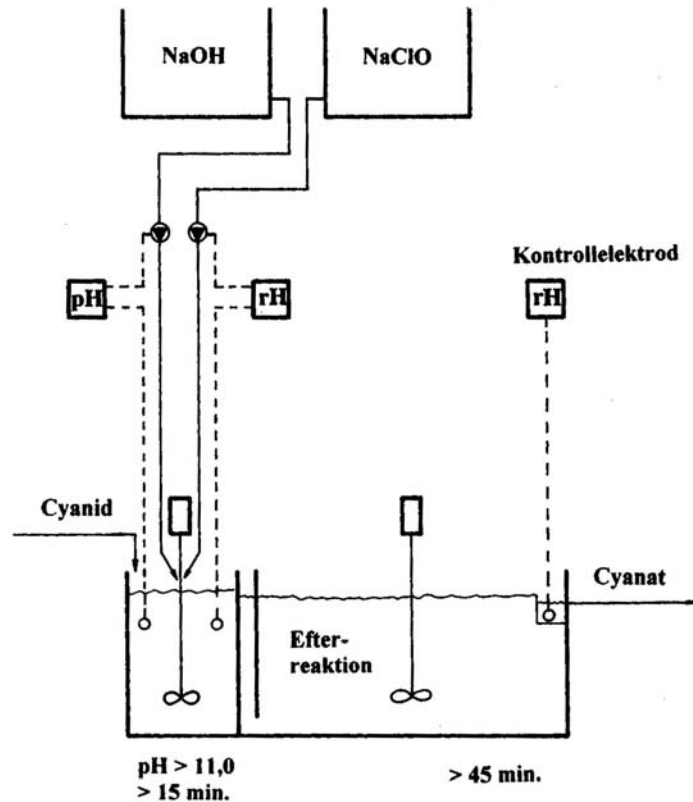 NaOH
NaClO
Kontrollelektrod
pH
rH
rH
Cyanid
Cyanat
Efter-
reaktion
pH > 11,0
> 15 min.
> 45 min.